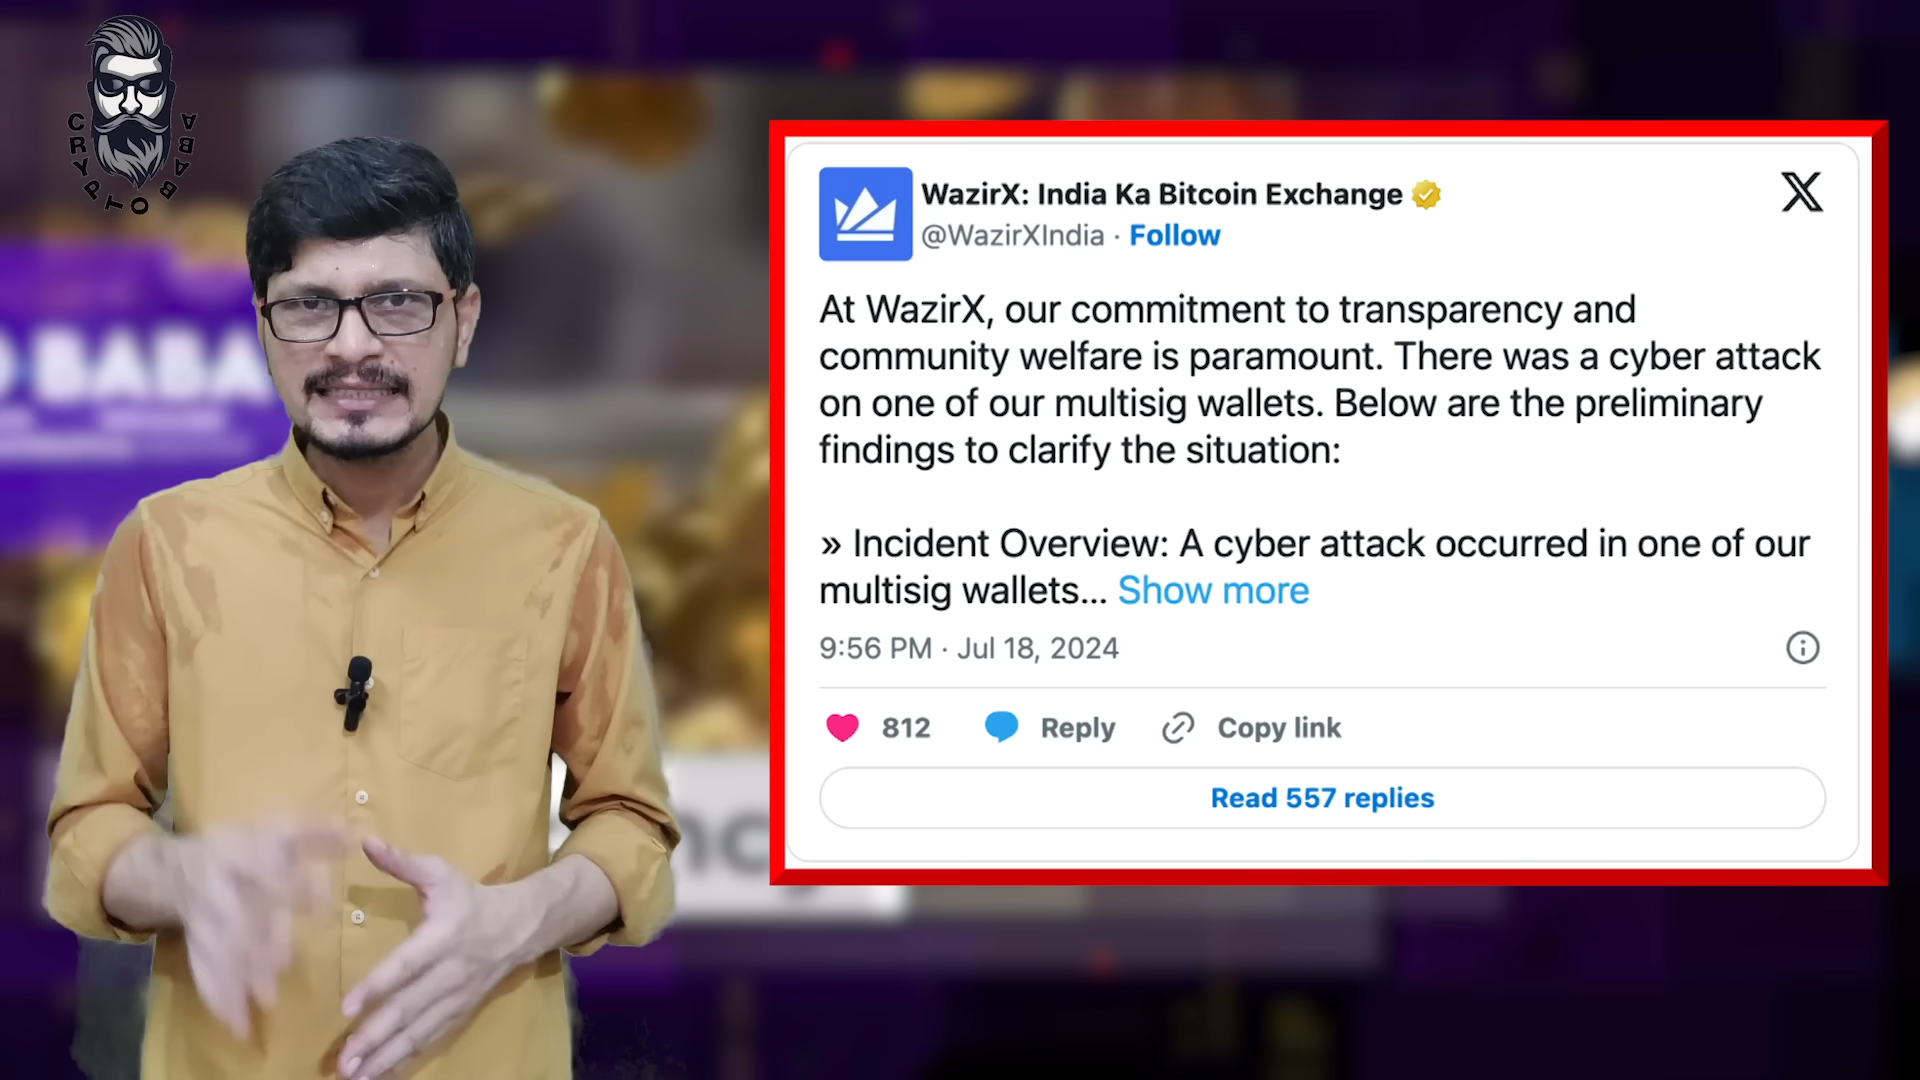 CRYPTO BABA
BABA
WazirX: India Ka Bitcoin Exchange
@WazirXIndia · Follow
At WazirX, our commitment to transparency and
community welfare is paramount. There was a cyber attack
on one of our multisig wallets. Below are the preliminary
findings to clarify the situation:
» Incident Overview: A cyber attack occurred in one of our
multisig wallets... Show more
9:56 PM · Jul 18, 2024
812 Reply Copy link
Read 557 replies